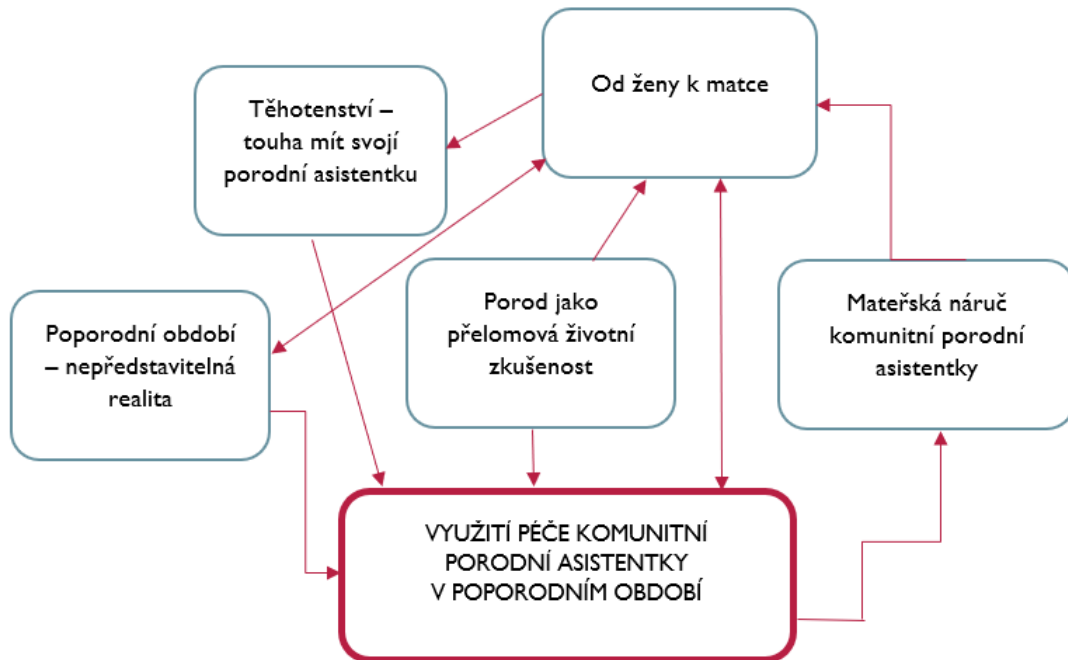 Od ženy k matce
Těhotenství –
touha mít svojí
porodní asistentku
Poporodní období
– nepředstavitelná
realita
Porod jako
přelomová životní
zkušenost
Mateřská náruč
komunitní porodní
asistentky
VYUŽITÍ PÉČE KOMUNITNÍ
PORODNÍ ASISTENTKY
V POPORODNÍM OBDOBÍ